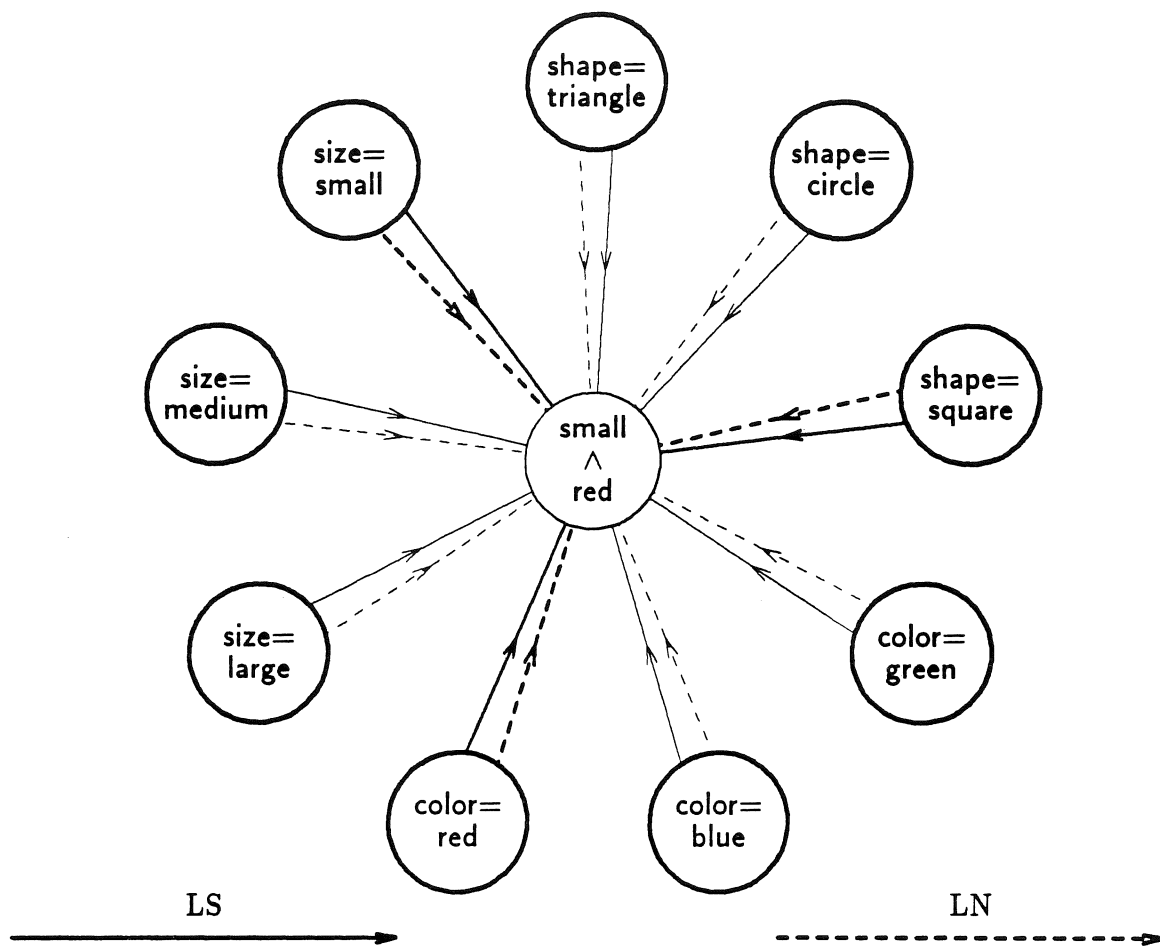 shape=
triangle
size=
small
shape=
circle
size=
medium
shape=
square
small
∧
red
size=
large
color=
green
color=
red
color=
blue
LS
LN